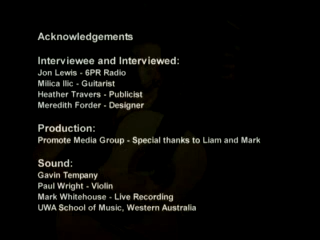 Acknowledgements
Interviewee and Interviewed:
Jon Lewis - 6PR Radio
Milica Ilic - Guitarist
Heather Travers - Publicist
Meredith Forder - Designer
Production:
Promote Media Group - Special thanks to Liam and Mark
Sound:
Gavin Tempany
Paul Wright - Violin
Mark Whitehouse - Live Recording
UWA School of Music, Western Australia